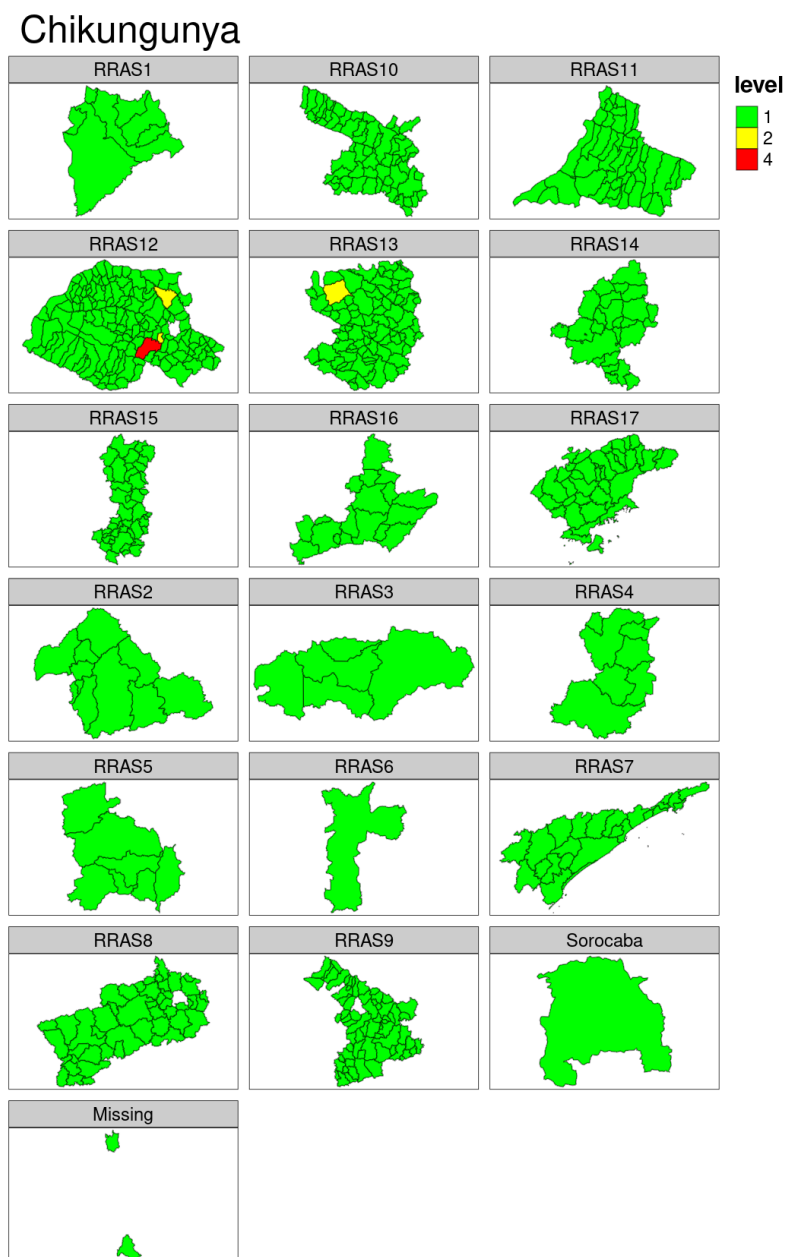 Chikungunya
RRAS1
RRAS10
RRAS11
level
1
2
4
RRAS12
RRAS13
RRAS14
RRAS15
RRAS16
RRAS17
RRAS2
RRAS3
RRAS4
RRAS5
RRAS6
RRAS7
RRAS8
RRAS9
Sorocaba
Missing